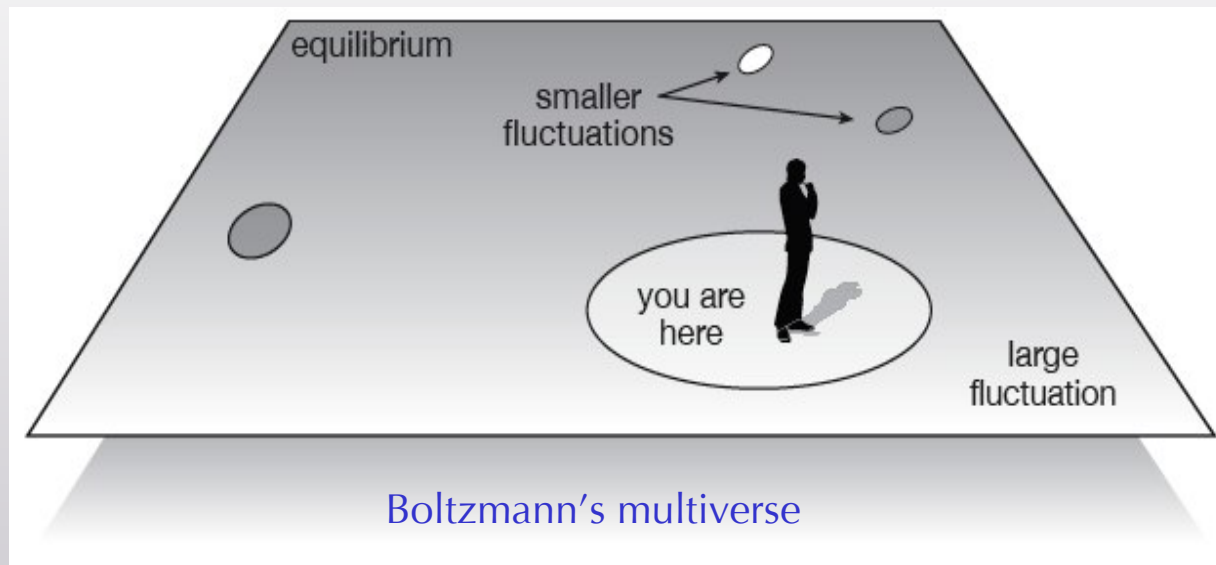 equilibrium
smaller
fluctuations
you are
here
large
fluctuation
Boltzmann’s multiverse